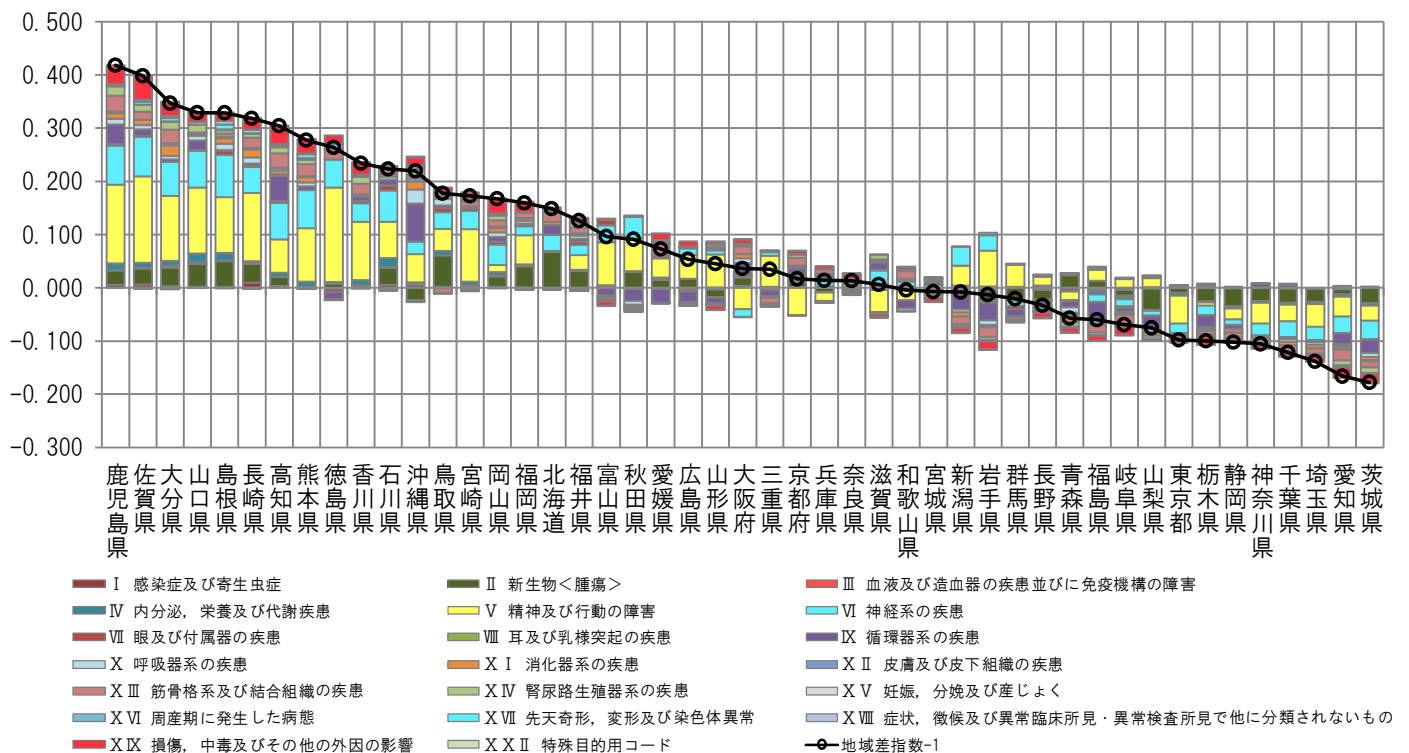 0.500
0.400
0.300
0.200
0.100
0.000
-0.100
-0.200
-0.300
鹿児島県
佐賀県
大分県
山口県
島根県
長崎県
高知県
熊本県
徳島県
香川県
石川県
沖縄県
鳥取県
宮崎県
岡山県
福岡県
北海道
福井県
富山県
秋田県
愛媛県
広島県
山形県
大阪府
三重県
京都府
兵庫県
奈良県
滋賀県
和歌山県
宮城県
新潟県
岩手県
群馬県
長野県
青森県
福島県
岐阜県
山梨県
東京都
栃木県
静岡県
神奈川県
千葉県
埼玉県
愛知県
茨城県
Ⅰ 感染症及び寄生虫症
Ⅱ 新生物<腫瘍>
Ⅲ 血液及び造血器の疾患並びに免疫機構の障害
Ⅳ 内分泌，栄養及び代謝疾患
Ⅴ 精神及び行動の障害
Ⅵ 神経系の疾患
Ⅶ 眼及び付属器の疾患
Ⅷ 耳及び乳様突起の疾患
Ⅸ 循環器系の疾患
Ⅹ 呼吸器系の疾患
ⅩⅠ 消化器系の疾患
ⅩⅡ 皮膚及び皮下組織の疾患
ⅩⅢ 筋骨格系及び結合組織の疾患
ⅩⅣ 腎尿路生殖器系の疾患
ⅩⅤ 妊娠，分娩及び産じょく
ⅩⅥ 周産期に発生した病態
ⅩⅦ 先天奇形，変形及び染色体異常
ⅩⅧ 症状，徴候及び異常臨床所見・異常検査所見で他に分類されないもの
ⅩⅨ 損傷，中毒及びその他の外因の影響
ⅩⅩⅡ 特殊目的用コード
地域差指数-1